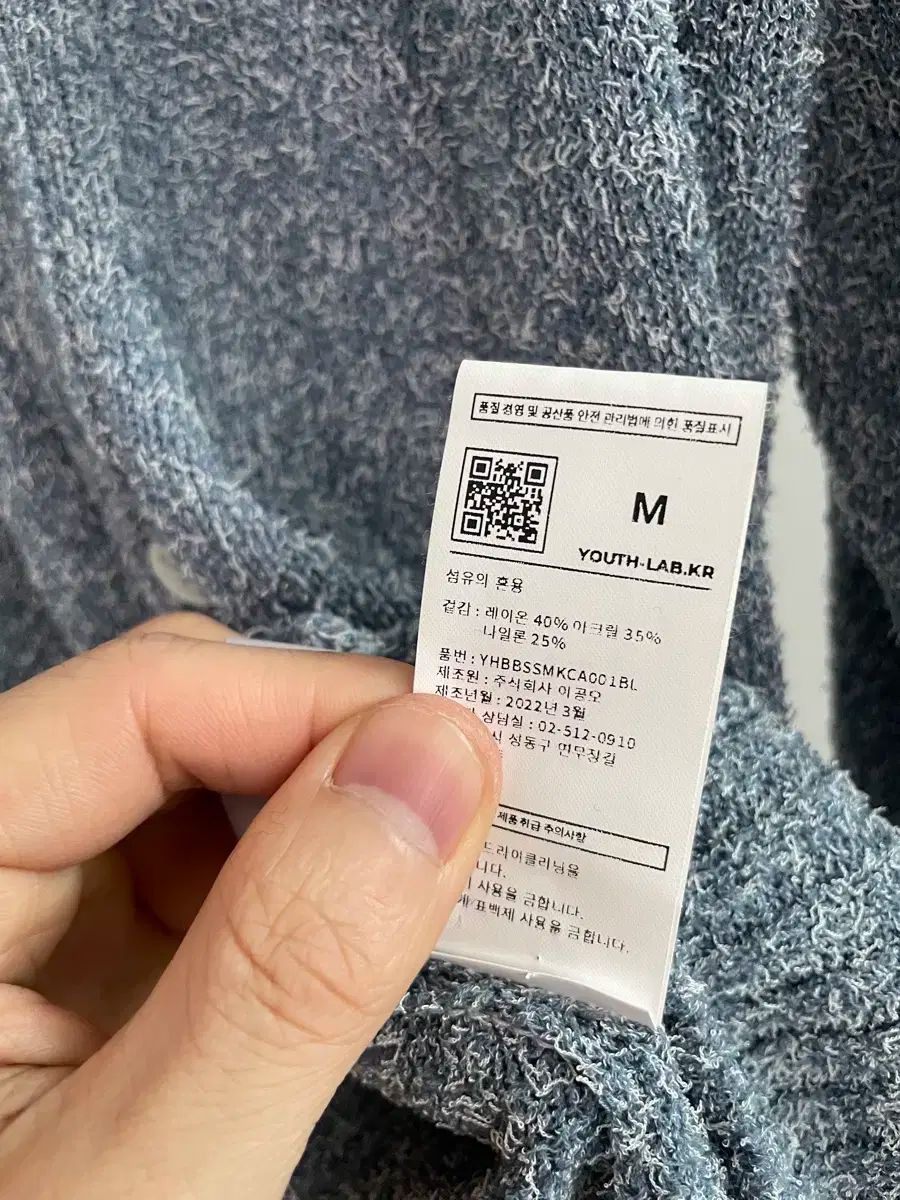 품질 경영 및 공산품 안전 관리법에 의한 품질표시
M
YOUTH-LAB.KR
섬유의 혼용
겉감 : 레이온 40% 아크릴 35%
나일론 25%
품번 : YHBBSSMKCA001BL
제조원 : 주식회사 이공모
제조년월 : 2022년 3월
상담실 : 02-512-0910
성동구 연무장길
제품취급 주의사항
드라이클리닝을
니다.
사용을 금합니다.
표백제 사용을 금합니다.